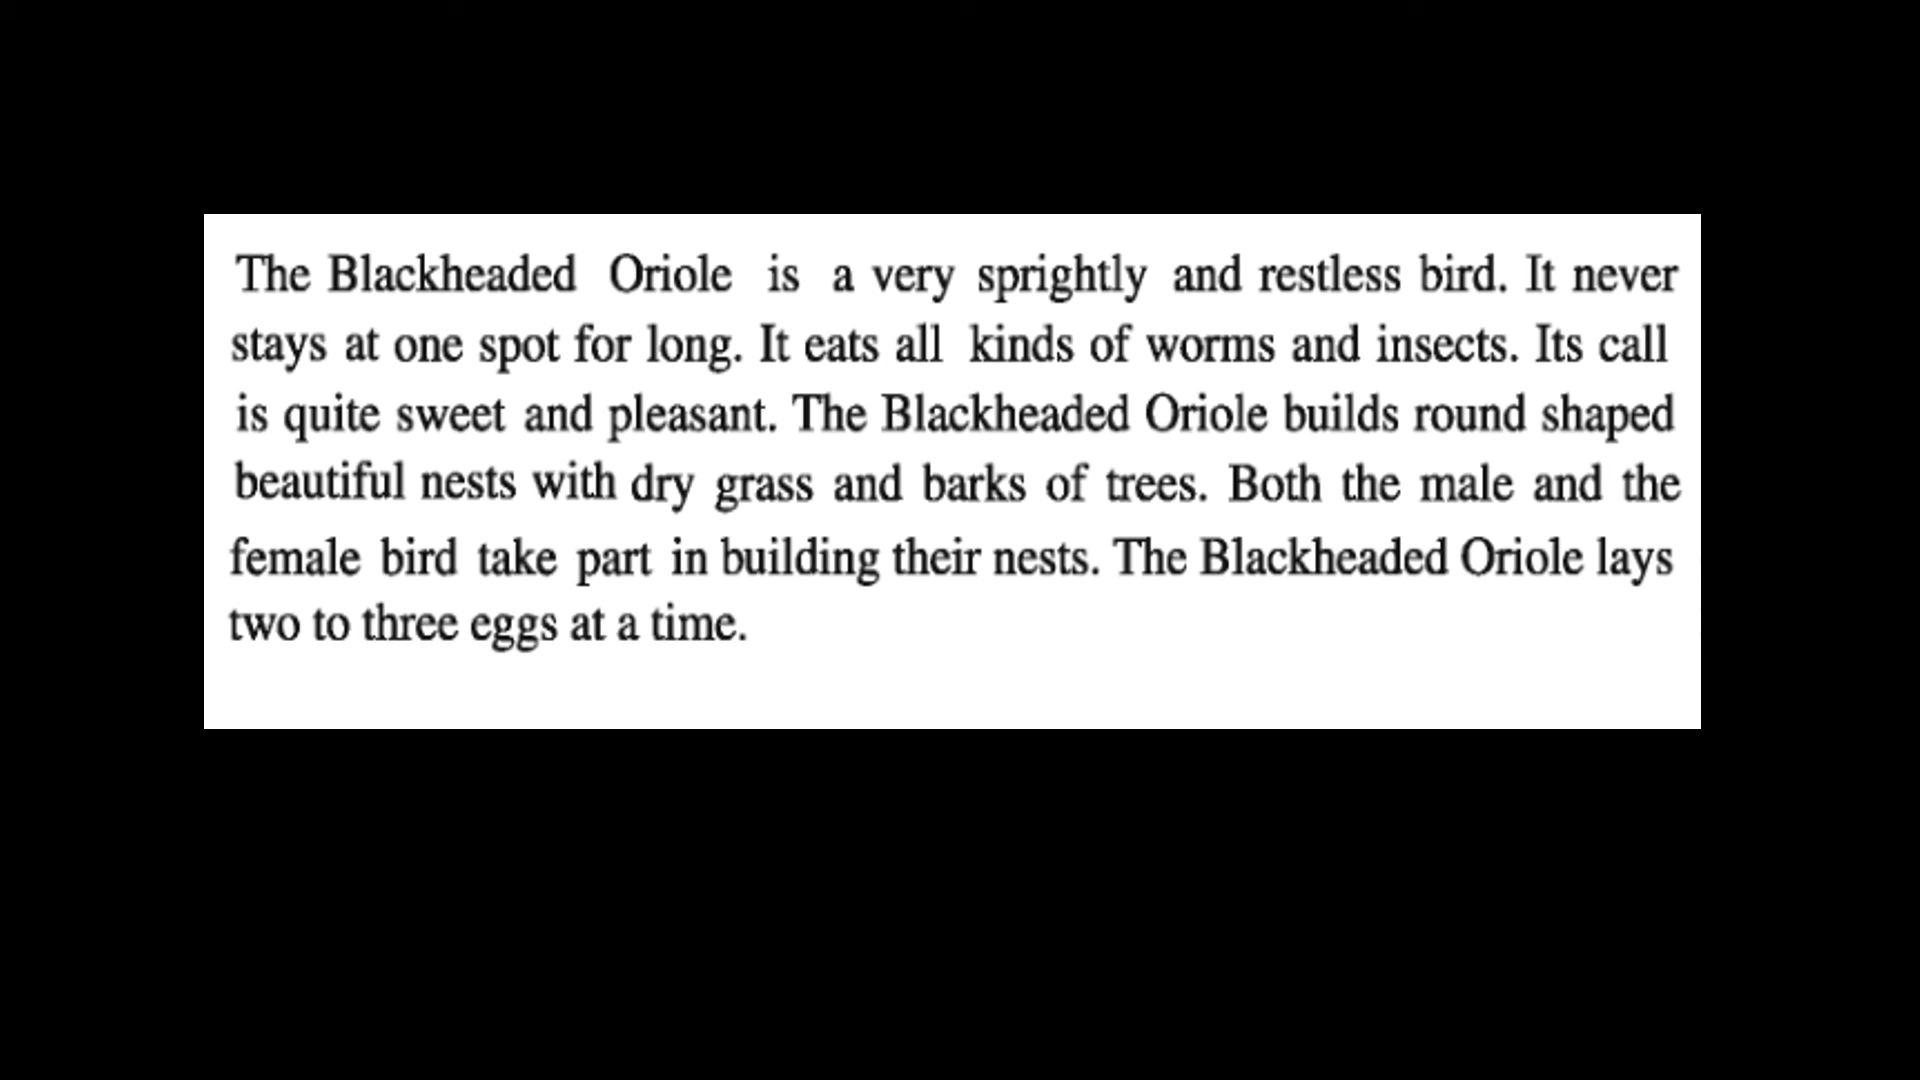 The Blackheaded Oriole is a very sprightly and restless bird. It never
stays at one spot for long. It eats all kinds of worms and insects. Its call
is quite sweet and pleasant. The Blackheaded Oriole builds round shaped
beautiful nests with dry grass and barks of trees. Both the male and the
female bird take part in building their nests. The Blackheaded Oriole lays
two to three eggs at a time.